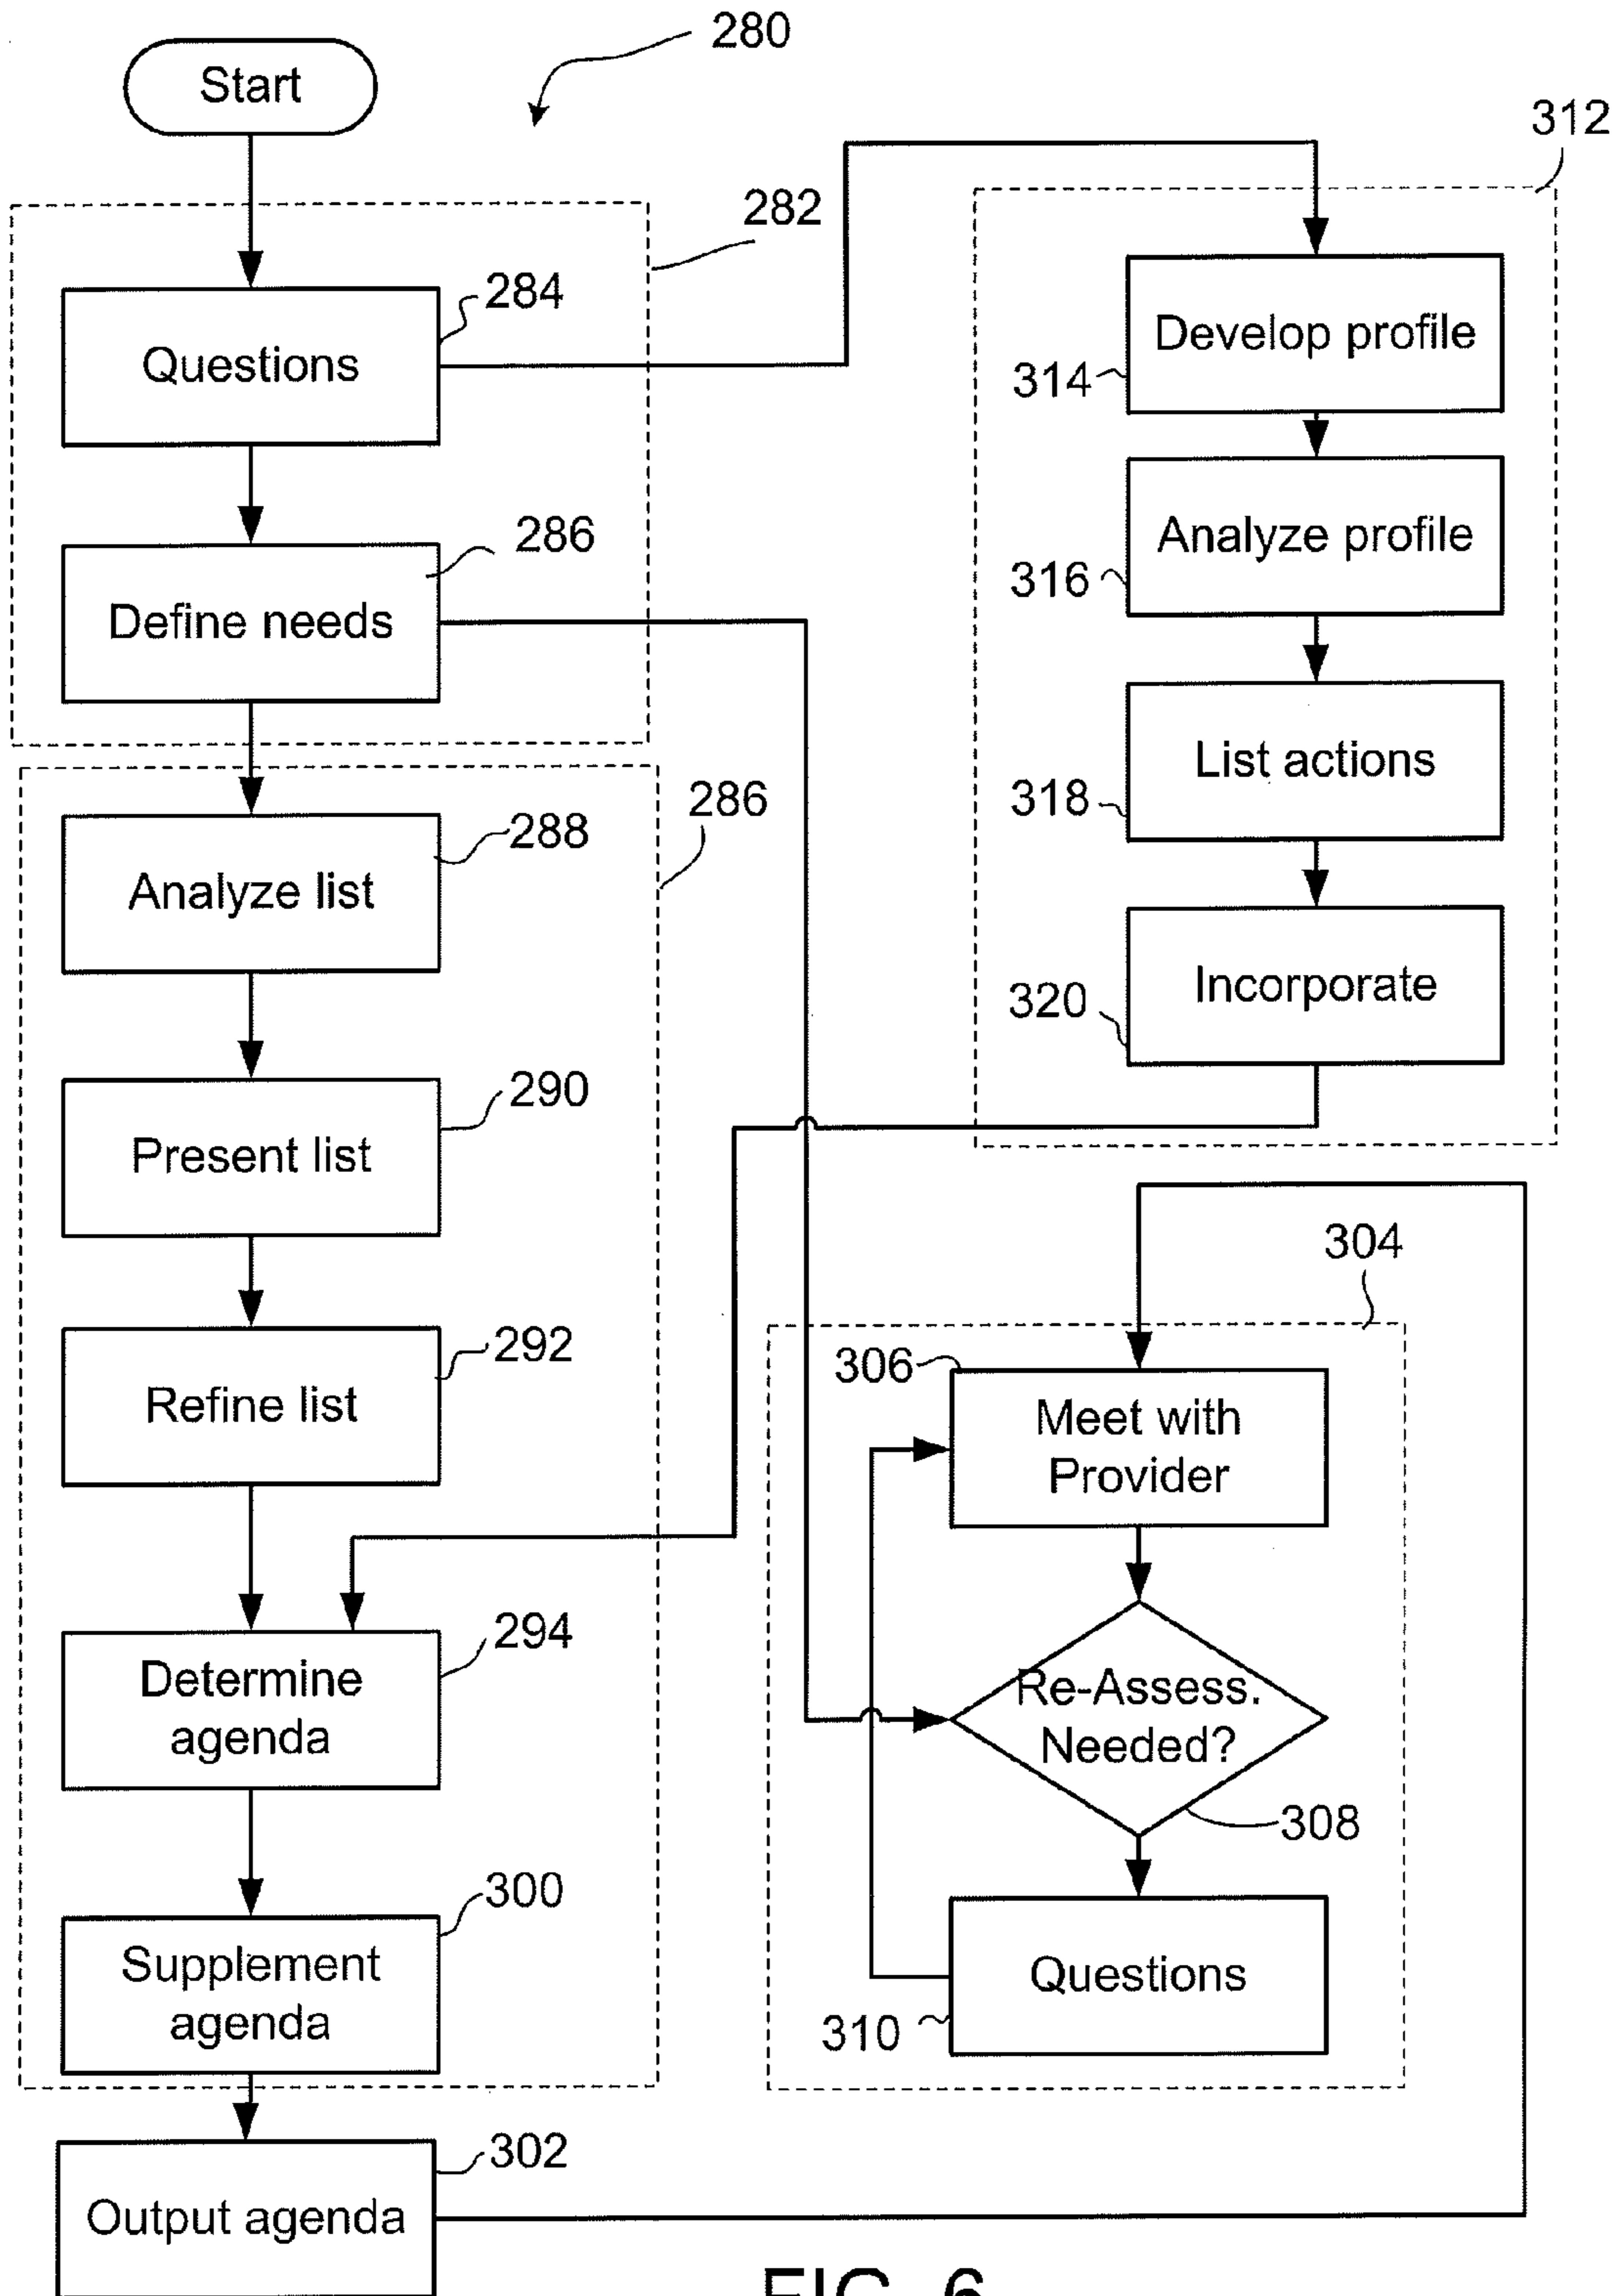 280
Start
312
282
284
Questions
Develop profile
314
286
Define needs
Analyze profile
316
286
288
Analyze list
List actions
318
290
Present list
Incorporate
320
304
292
Refine list
306
Meet with
Provider
294
Determine
agenda
Re-Assess.
Needed?
308
300
Supplement
agenda
Questions
310
302
Output agenda
FIG. 6